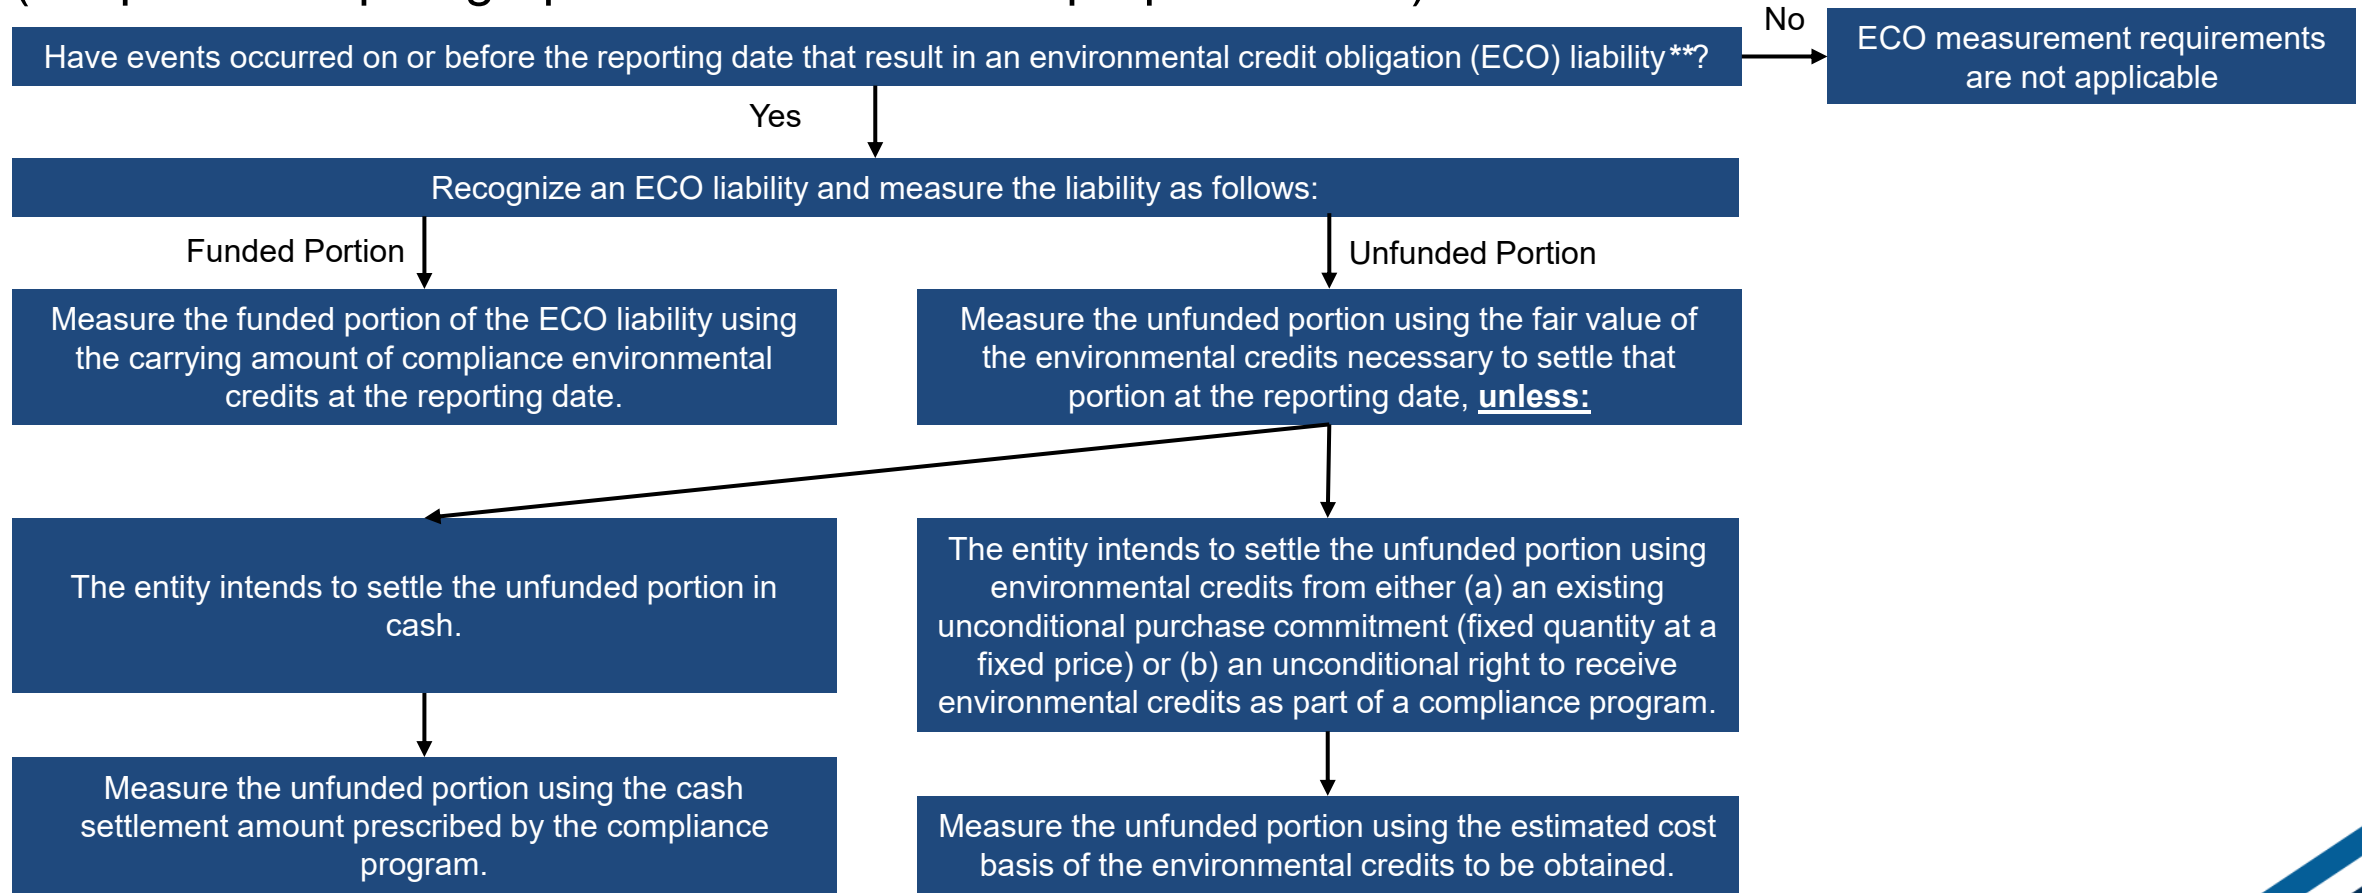 No
Have events occurred on or before the reporting date that result in an environmental credit obligation (ECO) liability**?
ECO measurement requirements
are not applicable
Yes
Recognize an ECO liability and measure the liability as follows:
Funded Portion
Unfunded Portion
Measure the funded portion of the ECO liability using
the carrying amount of compliance environmental
credits at the reporting date.
Measure the unfunded portion using the fair value of
the environmental credits necessary to settle that
portion at the reporting date, unless:
The entity intends to settle the unfunded portion in
cash.
The entity intends to settle the unfunded portion using
environmental credits from either (a) an existing
unconditional purchase commitment (fixed quantity at a
fixed price) or (b) an unconditional right to receive
environmental credits as part of a compliance program.
Measure the unfunded portion using the cash
settlement amount prescribed by the compliance
program.
Measure the unfunded portion using the estimated cost
basis of the environmental credits to be obtained.